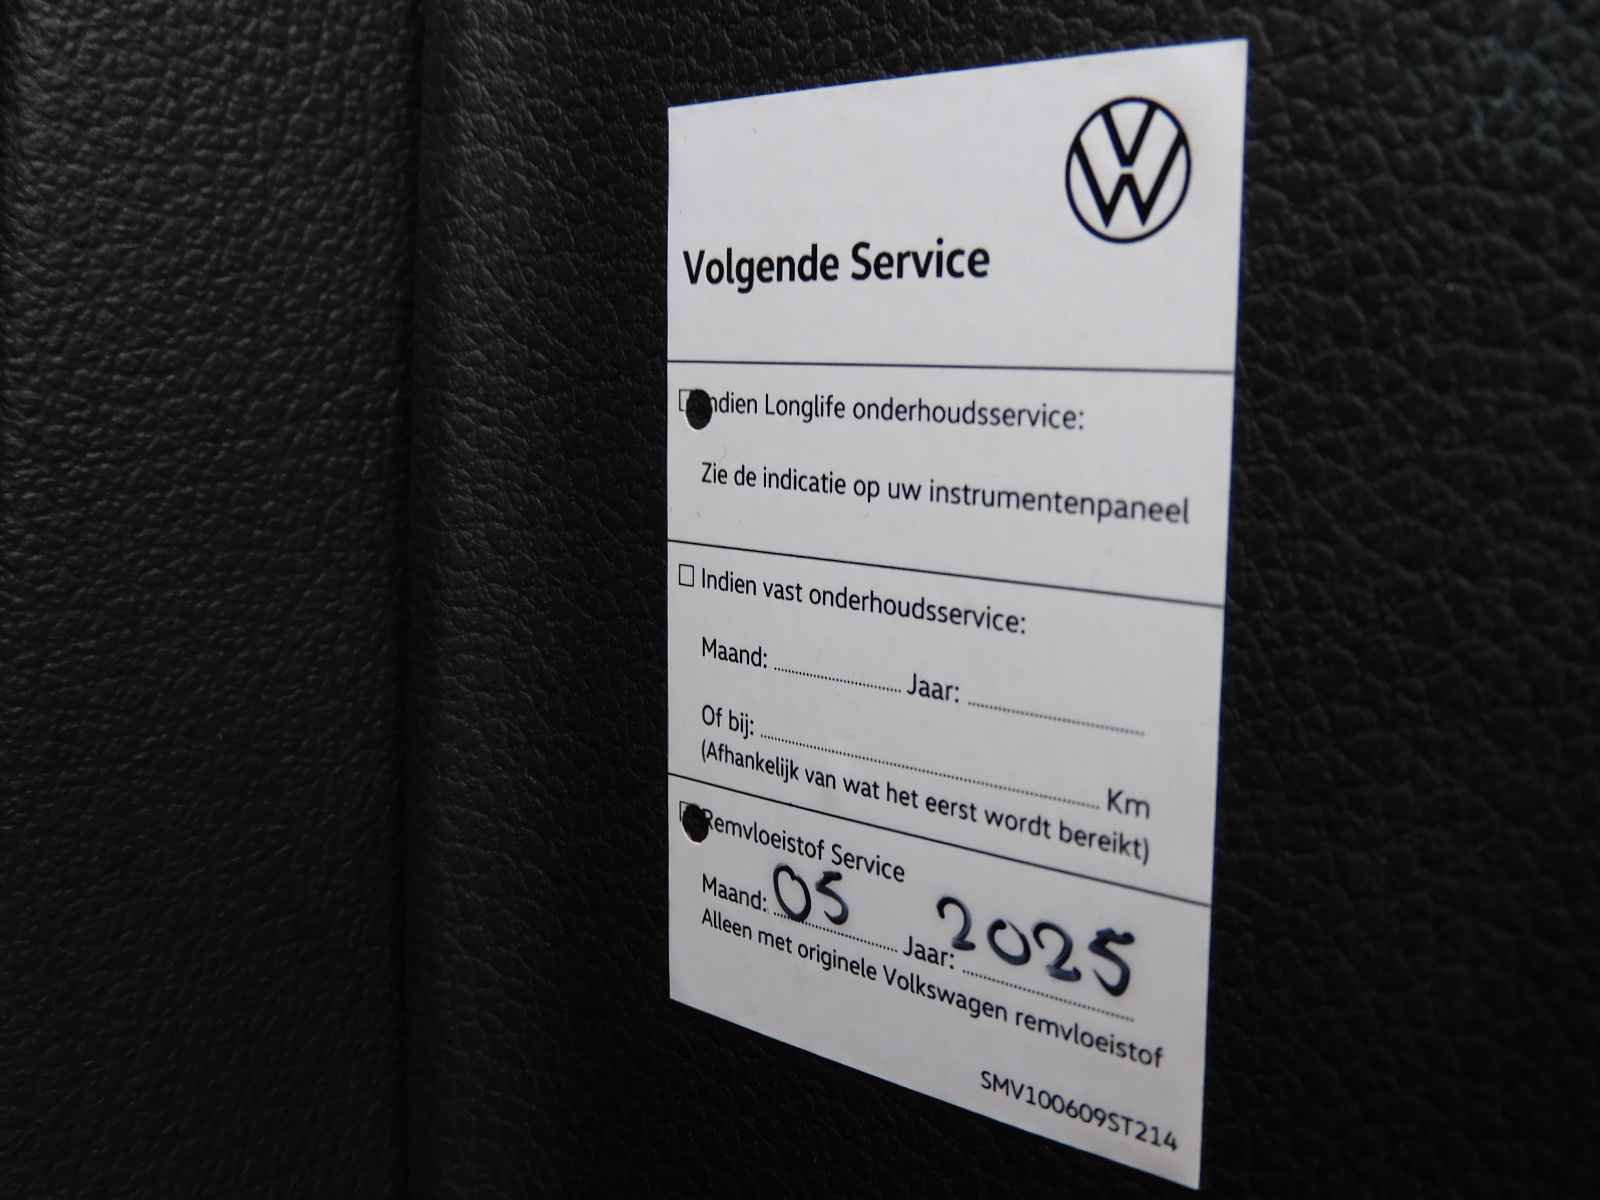 Volgende Service
Indien Longlife onderhoudsservice:
Zie de indicatie op uw instrumentenpaneel
Indien vast onderhoudsservice:
Maand: Jaar:
Of bij: Km
(Afhankelijk van wat het eerst wordt bereikt)
Remvloeistof Service
Maand: 05 Jaar: 2025
Alleen met originele Volkswagen remvloeistof
SMV100609ST214